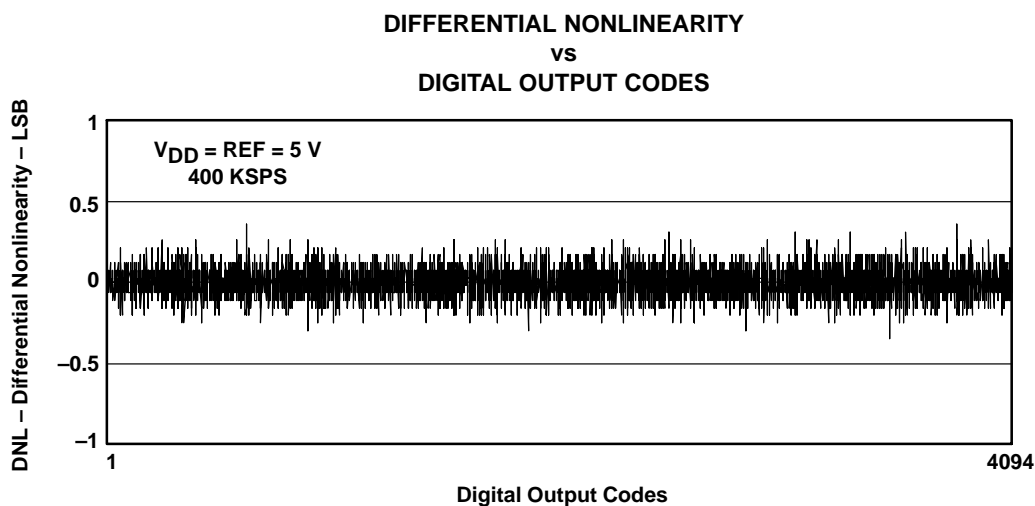 DIFFERENTIAL NONLINEARITY
vs
DIGITAL OUTPUT CODES
DNL – Differential Nonlinearity – LSB
1
VDD = REF = 5 V
400 KSPS
0.5
0
–0.5
–1
1
4094
Digital Output Codes